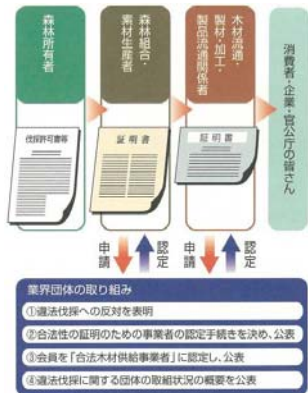 森林所有者
森林組合・
素材生産者
木材流通・
製材・加工・
製品流通関係者
消費者・企業・官公庁の皆さん
伐採許可書等
証明書
証明書
申請
認定
申請
認定
業界団体の取り組み
①違法伐採への反対を表明
②合法性の証明のための事業者の認定手続きを決め、公表
③会員を「合法木材供給事業者」に認定し、公表
④違法伐採に関する団体の取組状況の概要を公表